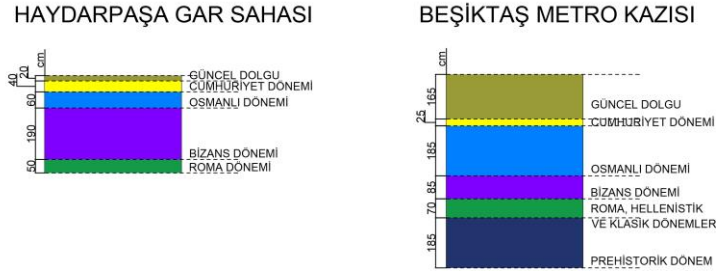 HAYDARPAŞA GAR SAHASI
cm
20
GÜNCEL DOLGU
40
CUMHURİYET DÖNEMİ
60
OSMANLI DÖNEMİ
190
BİZANS DÖNEMİ
50
ROMA DÖNEMİ
BEŞİKTAŞ METRO KAZISI
cm
165
GÜNCEL DOLGU
25
CUMHURİYET DÖNEMİ
185
OSMANLI DÖNEMİ
85
BİZANS DÖNEMİ
70
ROMA, HELLENİSTİK
VE KLASİK DÖNEMLER
185
PREHİSTORİK DÖNEM